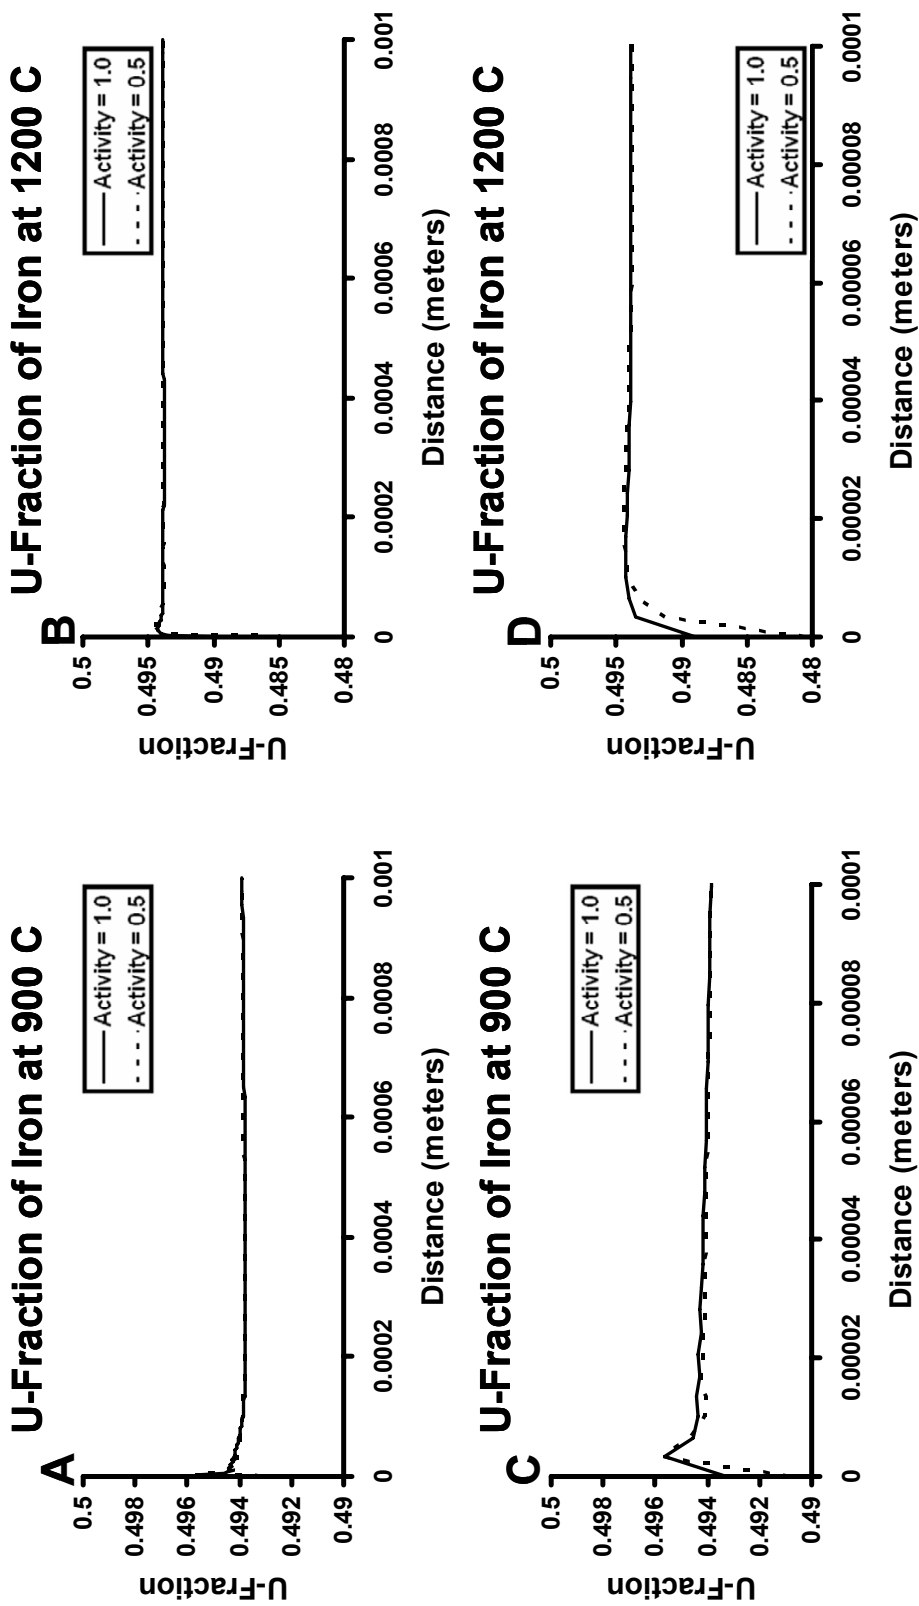 A
U-Fraction of Iron at 900 C
U-Fraction
0.5
0.498
0.496
0.494
0.492
0.49
0
0.0002
0.0004
0.0006
0.0008
0.001
Distance (meters)
Activity = 1.0
Activity = 0.5
B
U-Fraction of Iron at 1200 C
U-Fraction
0.5
0.495
0.49
0.485
0.48
0
0.0002
0.0004
0.0006
0.0008
0.001
Distance (meters)
Activity = 1.0
Activity = 0.5
C
U-Fraction of Iron at 900 C
U-Fraction
0.5
0.498
0.496
0.494
0.492
0.49
0
0.00002
0.00004
0.00006
0.00008
0.0001
Distance (meters)
Activity = 1.0
Activity = 0.5
D
U-Fraction of Iron at 1200 C
U-Fraction
0.5
0.495
0.49
0.485
0.48
0
0.00002
0.00004
0.00006
0.00008
0.0001
Distance (meters)
Activity = 1.0
Activity = 0.5